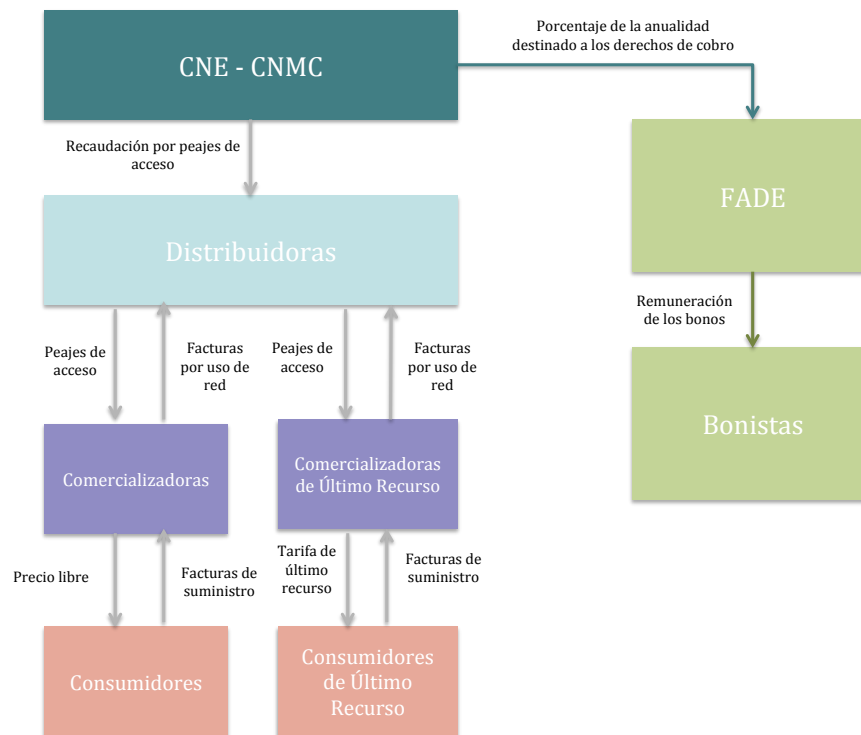 Porcentaje de la anualidad
destinado a los derechos de cobro
CNE - CNMC
Recaudación por peajes de
acceso
FADE
Distribuidoras
Remuneración
de los bonos
Peajes de
acceso
Facturas
por uso de
red
Peajes de
acceso
Facturas
por uso de
red
Bonistas
Comercializadoras
Comercializadoras
de Último Recurso
Precio libre
Facturas de
suministro
Tarifa de
último
recurso
Facturas de
suministro
Consumidores
Consumidores
de Último
Recurso